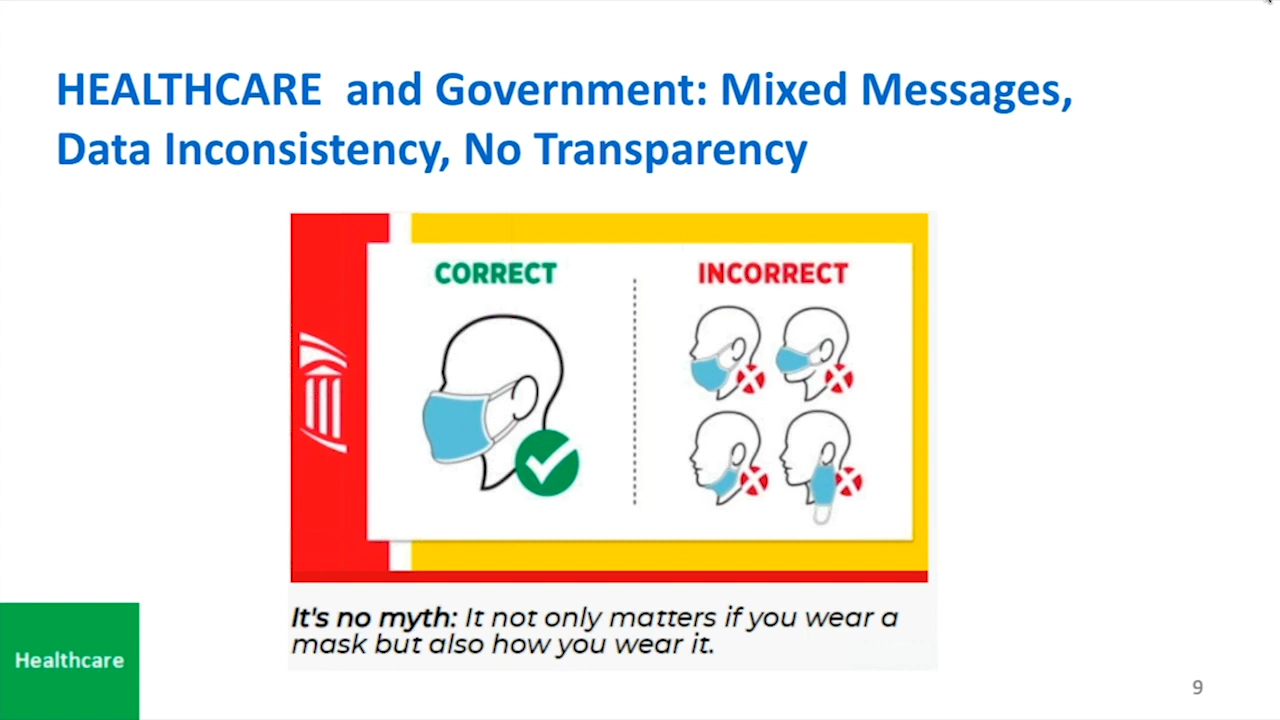 HEALTHCARE  and Government: Mixed Messages,
Data Inconsistency, No Transparency
CORRECT
INCORRECT
It's no myth: It not only matters if you wear a
mask but also how you wear it.
Healthcare
9